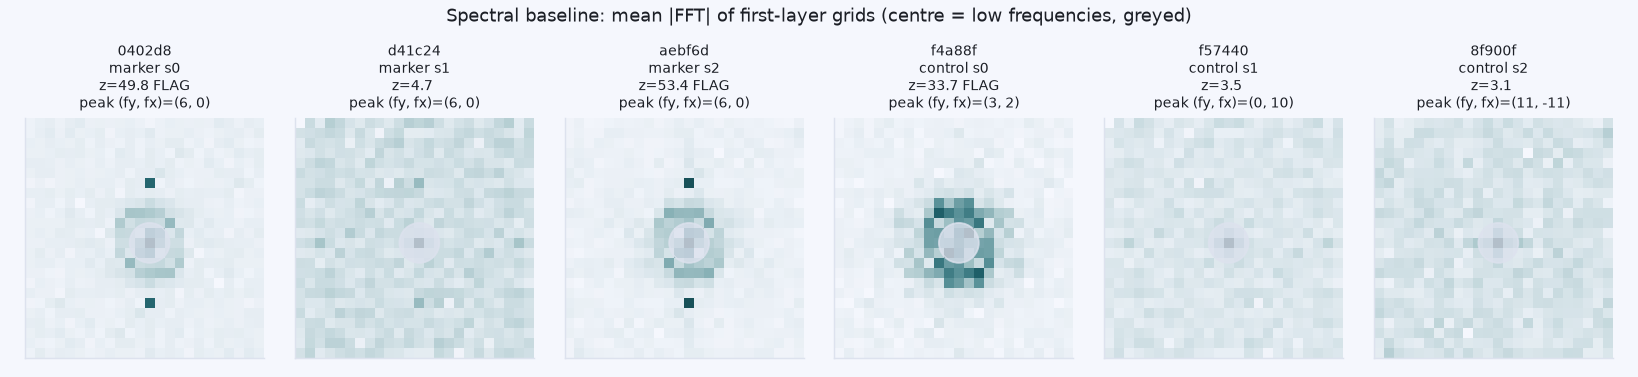 Spectral baseline: mean |FFT| of first-layer grids (centre = low frequencies, greyed)
0402d8
marker s0
z=49.8 FLAG
peak (fy, fx)=(6, 0)
d41c24
marker s1
z=4.7
peak (fy, fx)=(6, 0)
aebf6d
marker s2
z=53.4 FLAG
peak (fy, fx)=(6, 0)
f4a88f
control s0
z=33.7 FLAG
peak (fy, fx)=(3, 2)
f57440
control s1
z=3.5
peak (fy, fx)=(0, 10)
8f900f
control s2
z=3.1
peak (fy, fx)=(11, -11)